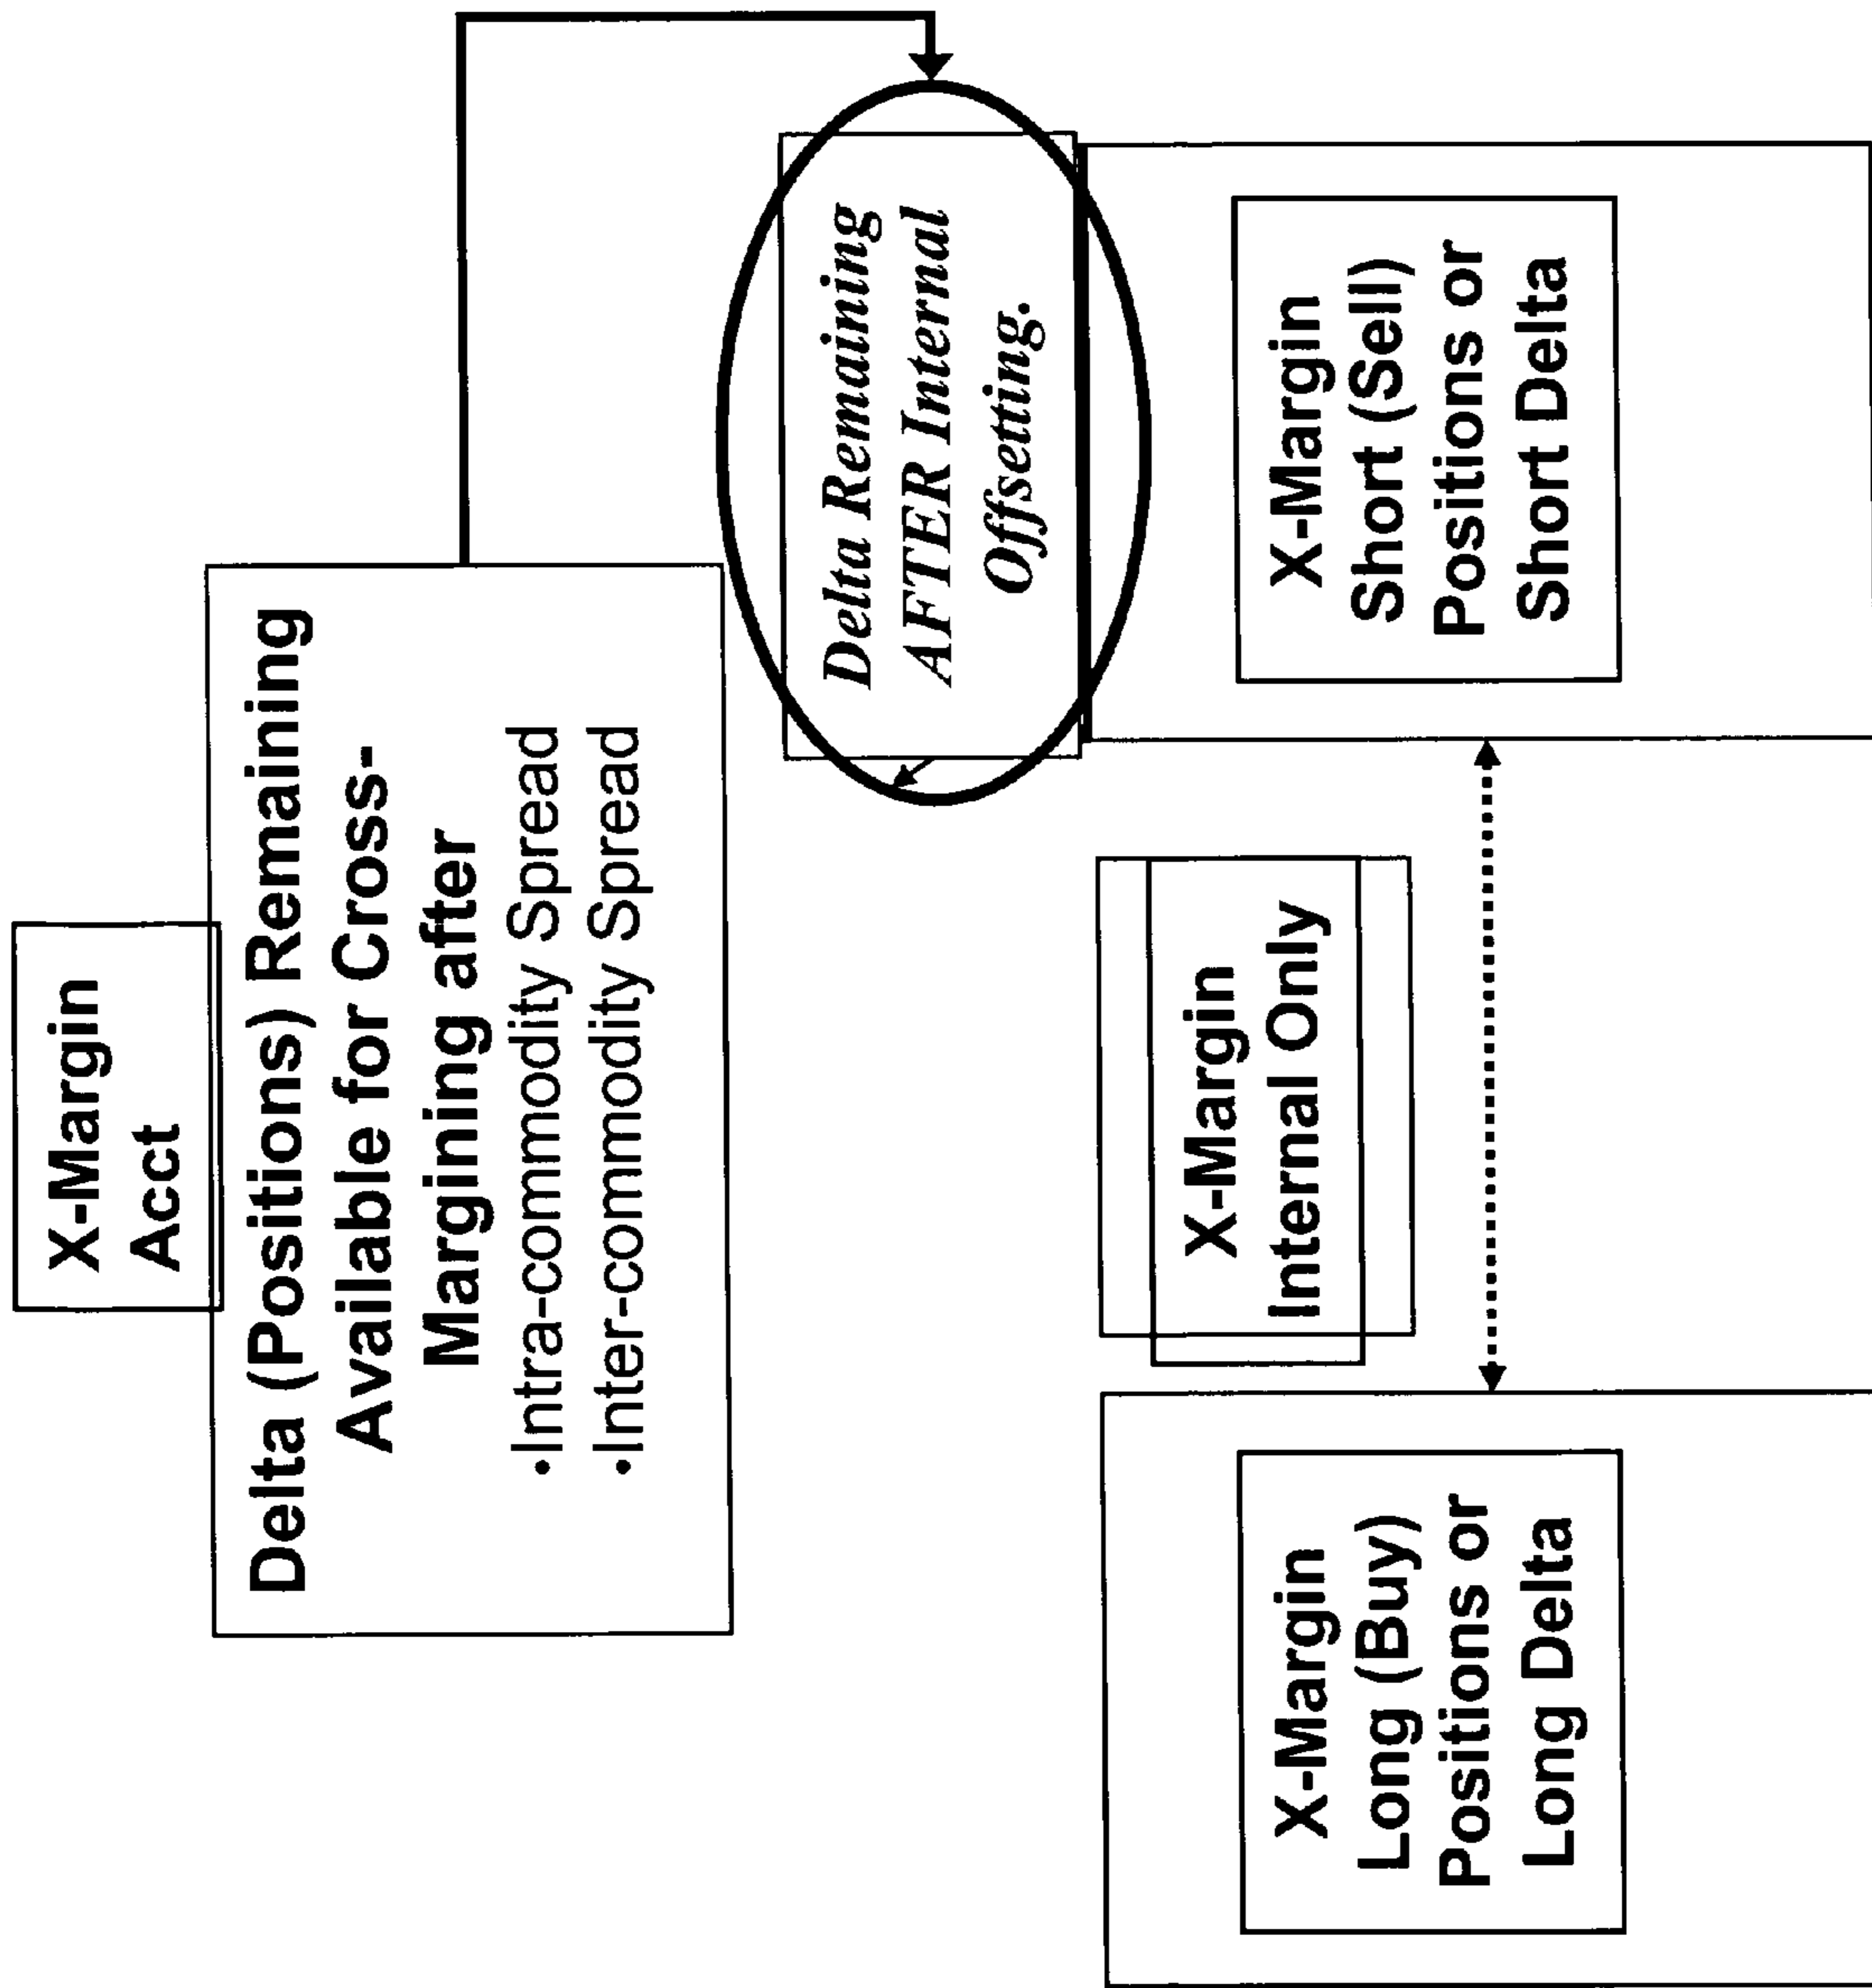 X-Margin
Acct
Delta (Positions) Remaining
Available for Cross-
Margining after
•Intra-commodity Spread
•Inter-commodity Spread
Delta Remaining
AFTER Internal
Offsetting.
X-Margin
Internal Only
X-Margin
Long (Buy)
Positions or
Long Delta
X-Margin
Short (Sell)
Positions or
Short Delta